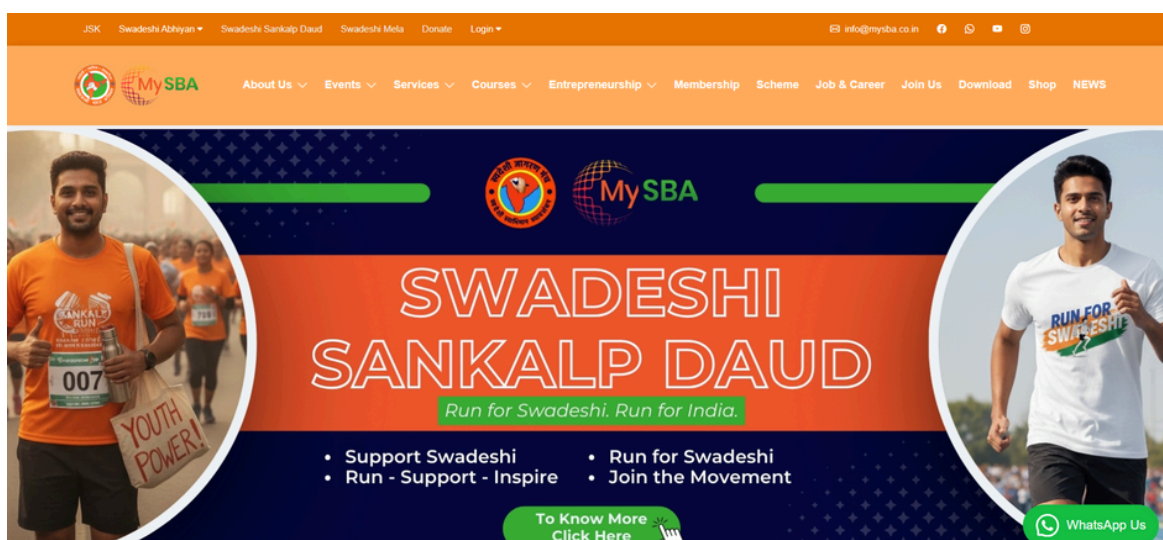 JSK Swadeshi Abhiyan Swadeshi Sankalp Daud Swadeshi Mela Donate Login info@mysba.co.in
MySBA About Us Events Services Courses Entrepreneurship Membership Scheme Job & Career Join Us Download Shop NEWS
स्वदेशी जागरण मंच
MySBA
SWADESHI
SANKALP DAUD
Run for Swadeshi. Run for India.
• Support Swadeshi
• Run - Support - Inspire
• Run for Swadeshi
• Join the Movement
To Know More
Click Here
SANKALP
RUN
007
YOUTH
POWER!
RUN FOR
SWADESHI
WhatsApp Us